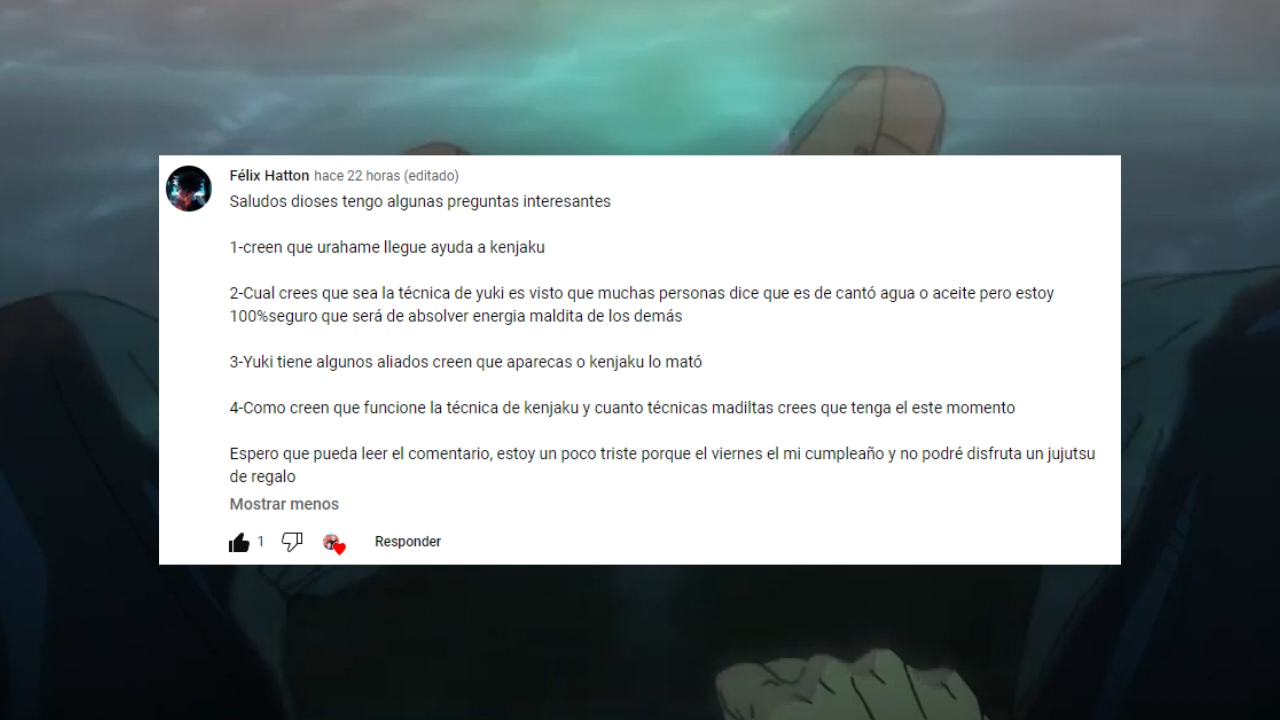 Félix Hatton hace 22 horas (editado)
Saludos dioses tengo algunas preguntas interesantes
1-creen que urahame llegue ayuda a kenjaku
2-Cual crees que sea la técnica de yuki es visto que muchas personas dice que es de cantó agua o aceite pero estoy
100%seguro que será de absolver energia maldita de los demás
3-Yuki tiene algunos aliados creen que aparecas o kenjaku lo mató
4-Como creen que funcione la técnica de kenjaku y cuanto técnicas madiltas crees que tenga el este momento
Espero que pueda leer el comentario, estoy un poco triste porque el viernes el mi cumpleaño y no podré disfruta un jujutsu
de regalo
Mostrar menos
1 Responder